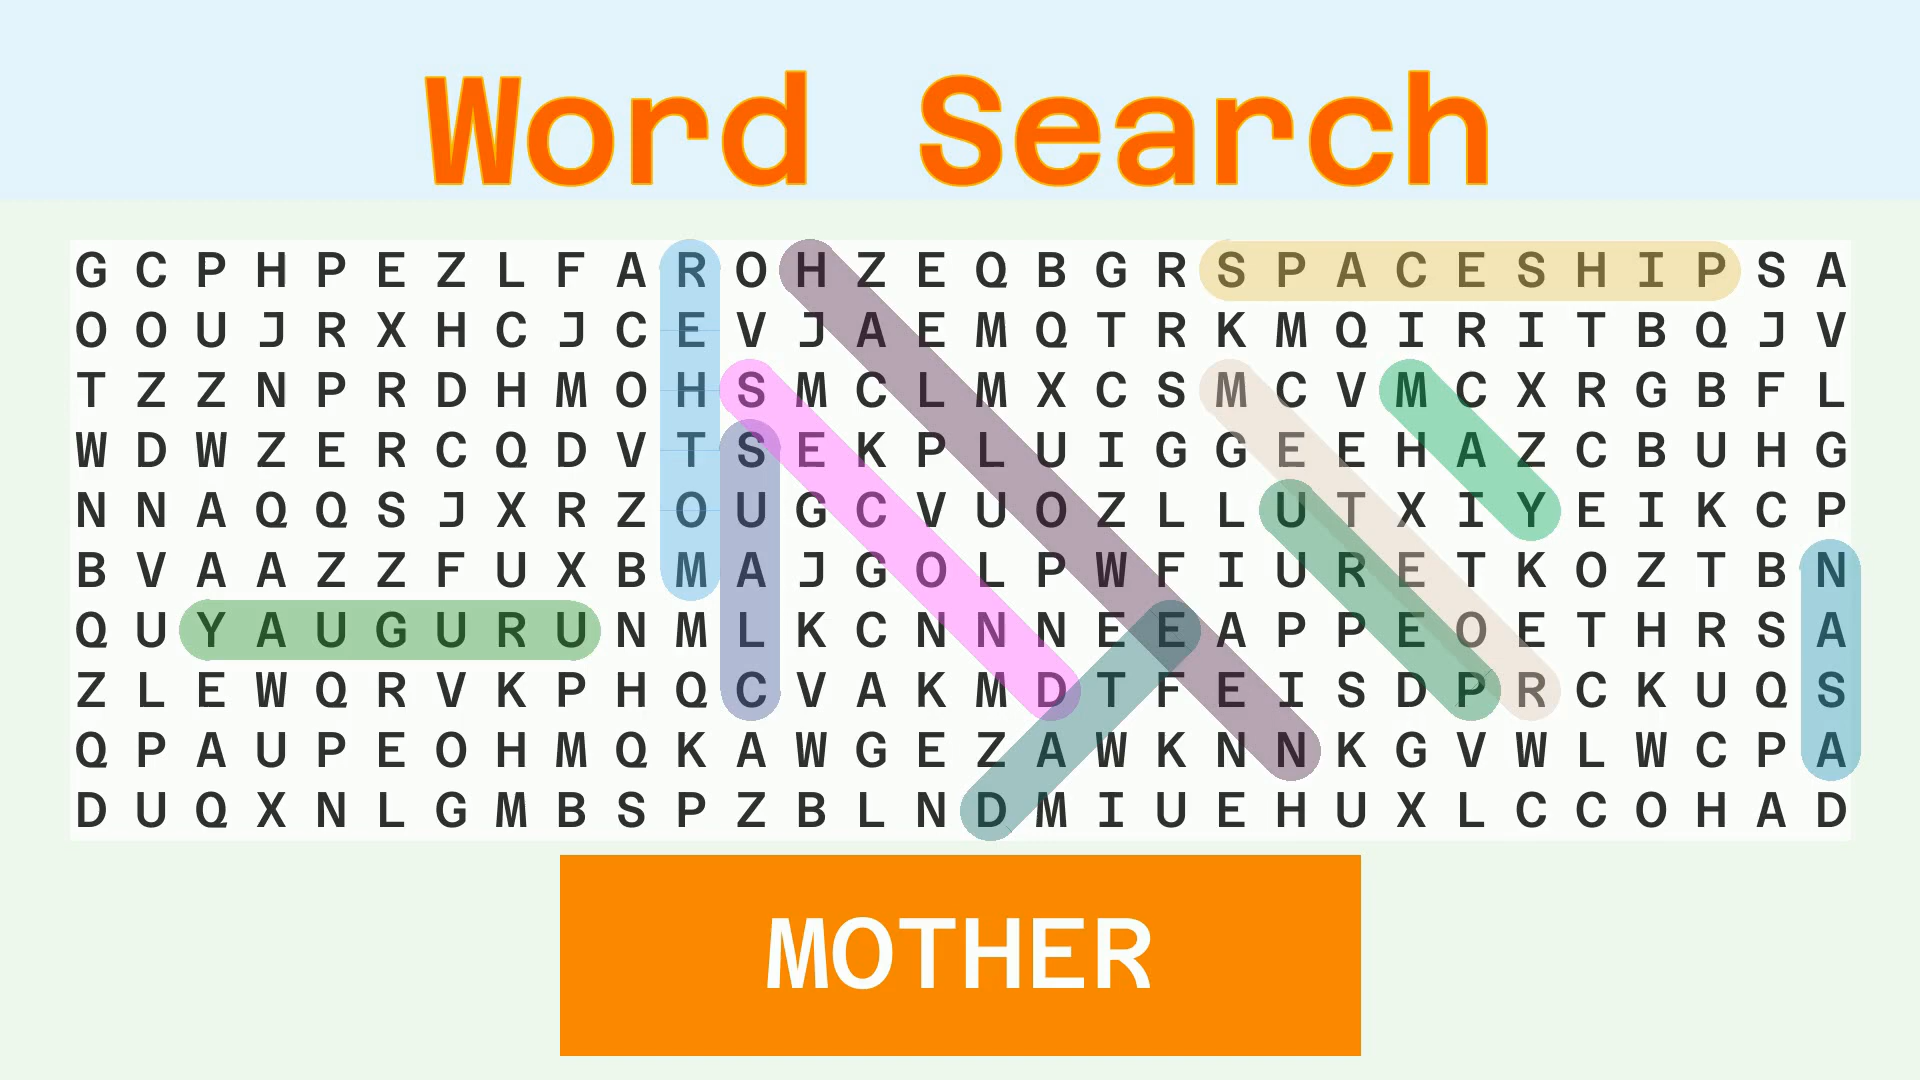 Word Search
G C P H P E Z L F A R O H Z E Q B G R S P A C E S H I P S A
O O U J R X H C J C E V J A E M Q T R K M Q I R I T B Q J V
T Z Z N P R D H M O H S M C L M X C S M C V M C X R G B F L
W D W Z E R C Q D V T S E K P L U I G G E E H A Z C B U H G
N N A Q Q S J X R Z O U G C V U O Z L L U T X I Y E I K C P
B V A A Z Z F U X B M A J G O L P W F I U R E T K O Z T B N
Q U Y A U G U R U N M L K C N N N E E A P P E O E T H R S A
Z L E W Q R V K P H Q C V A K M D T F E I S D P R C K U Q S
Q P A U P E O H M Q K A W G E Z A W K N N K G V W L W C P A
D U Q X N L G M B S P Z B L N D M I U E H U X L C C O H A D
MOTHER